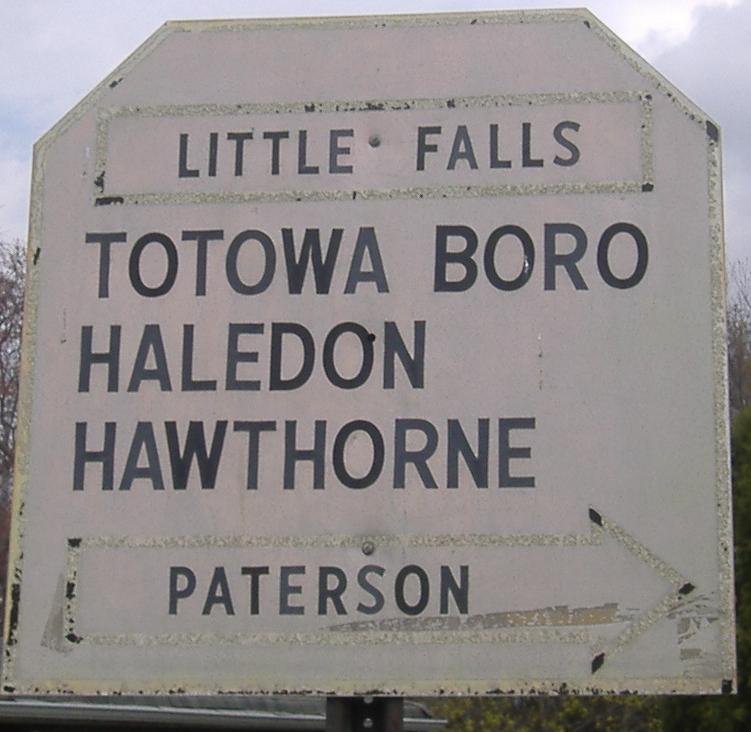 LITTLE FALLS
TOTOWA BORO
HALEDON
HAWTHORNE
PATERSON